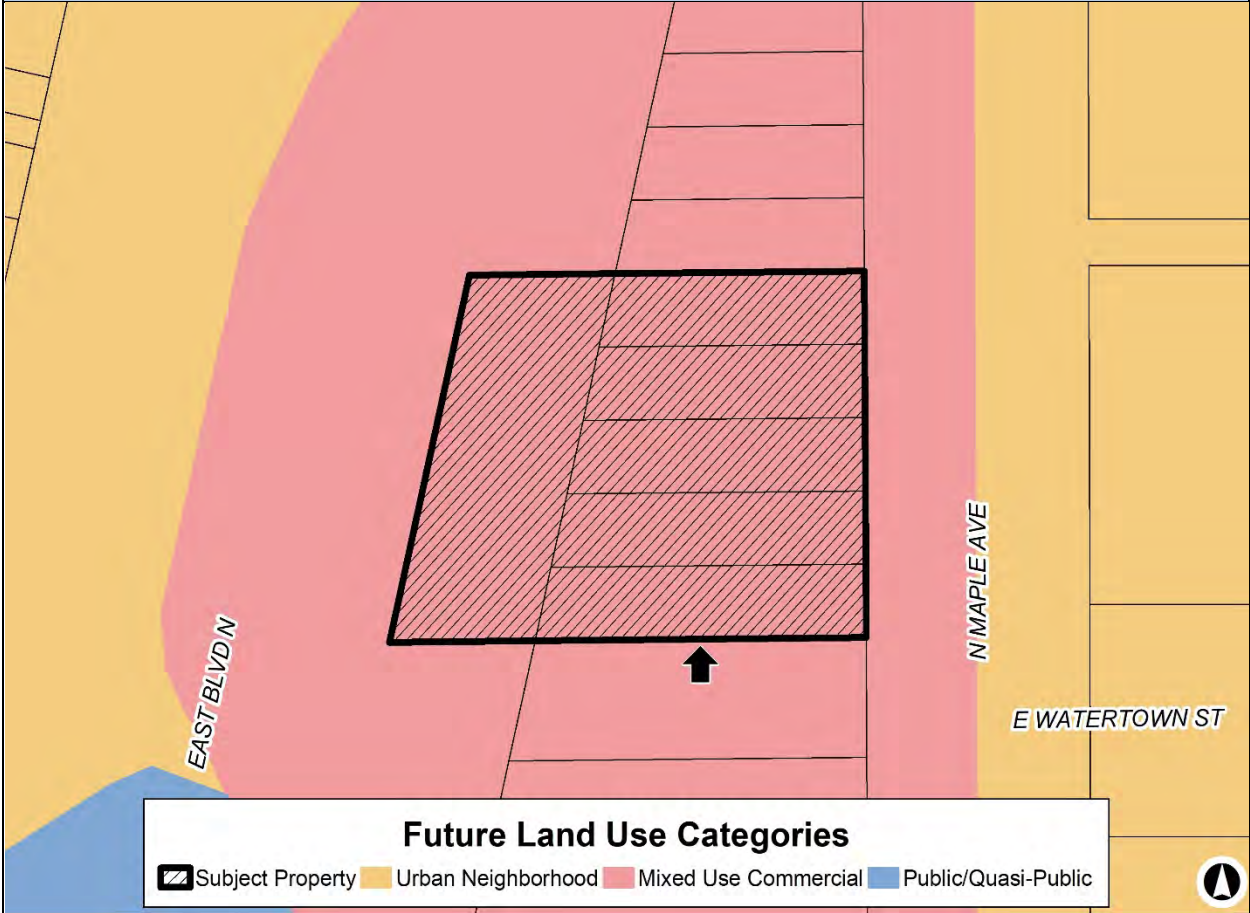 N MAPLE AVE
EAST BLVD N
E WATERTOWN ST
Future Land Use Categories
Subject Property Urban Neighborhood Mixed Use Commercial Public/Quasi-Public